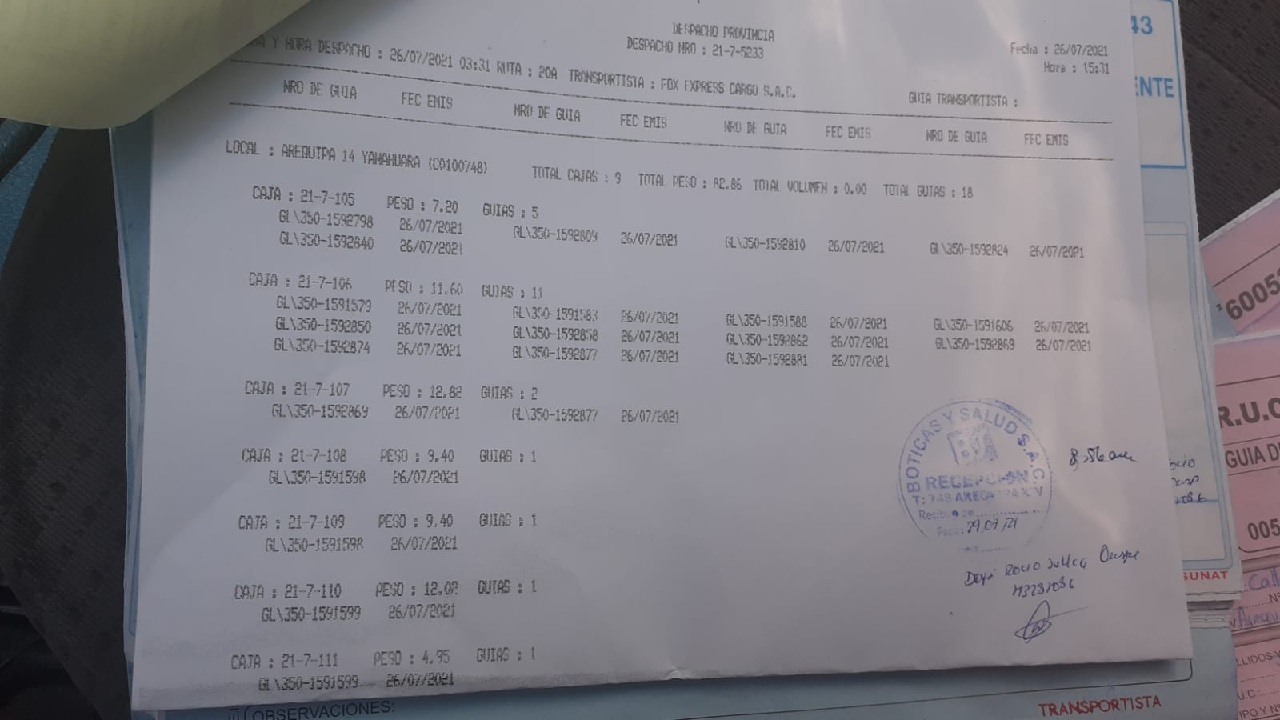 DESPACHO PROVINCIA
DESPACHO NRO : 21-7-5233
Fecha : 26/07/2021
Hora : 15:31
Y HORA DESPACHO : 26/07/2021 03:31 RUTA : 20A TRANSPORTISTA : FOX EXPRESS CARGO S.A.C.
GUIA TRANSPORTISTA :
NRO DE GUIA FEC EMIS NRO DE GUIA FEC EMIS NRO DE GUIA FEC EMIS NRO DE GUIA FEC EMIS
LOCAL : AREQUIPA 14 YANAHUARA (C0100748) TOTAL CAJAS : 9 TOTAL PESO : 82.86 TOTAL VOLUMEN : 0.00 TOTAL GUIAS : 18
CAJA : 21-7-105 PESO : 7.20 GUIAS : 5
GL\350-1592798 26/07/2021 GL\350-1592809 26/07/2021 GL\350-1592810 26/07/2021 GL\350-1592824 26/07/2021
GL\350-1592840 26/07/2021
CAJA : 21-7-106 PESO : 11.60 GUIAS : 11
GL\350-1591579 26/07/2021 GL\350-1591583 26/07/2021 GL\350-1591588 26/07/2021 GL\350-1591606 26/07/2021
GL\350-1592850 26/07/2021 GL\350-1592858 26/07/2021 GL\350-1592862 26/07/2021 GL\350-1592869 26/07/2021
GL\350-1592874 26/07/2021 GL\350-1592877 26/07/2021 GL\350-1592881 26/07/2021
CAJA : 21-7-107 PESO : 12.82 GUIAS : 2
GL\350-1592869 26/07/2021 GL\350-1592877 26/07/2021
CAJA : 21-7-108 PESO : 9.40 GUIAS : 1
GL\350-1591598 26/07/2021
CAJA : 21-7-109 PESO : 9.40 GUIAS : 1
GL\350-1591598 26/07/2021
CAJA : 21-7-110 PESO : 12.02 GUIAS : 1
GL\350-1591599 26/07/2021
CAJA : 21-7-111 PESO : 4.95 GUIAS : 1
GL\350-1591599 26/07/2021
BOTICAS Y SALUD S.A.C.
RECEPCIÓN
8:56 am
43
ENTE
6005
R.U.C
GUIA DE
005
SUNAT
OBSERVACIONES:
TRANSPORTISTA